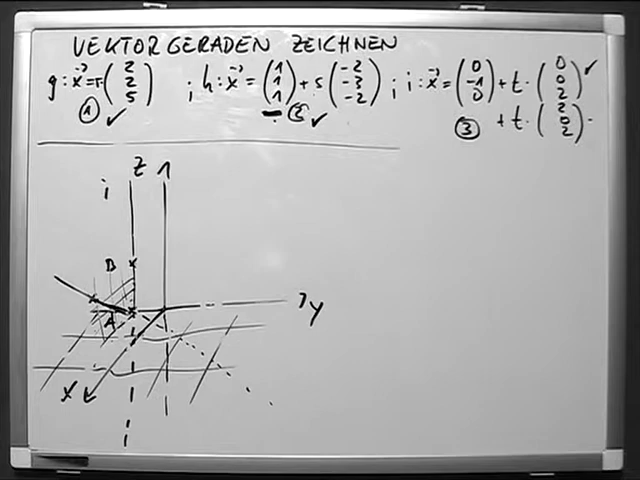 VEKTORGERADEN ZEICHNEN
g: x⃗ = r (2 2 5) ; h: x⃗ = (1 1 1) + s (-2 -3 -2) ; i: x⃗ = (0 -1 0) + t · (0 0 2) ✓
① ✓ ② ✓ ③ + t · (2 0 2)
z 1
i
B
A
y
x